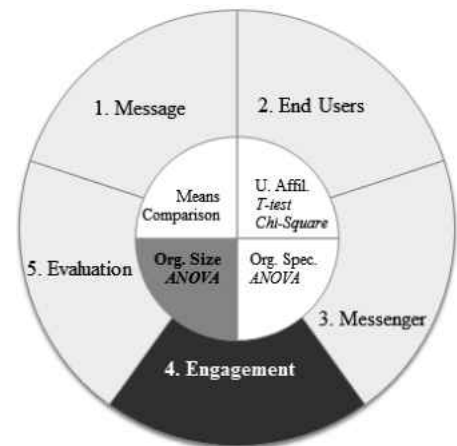 1. Message
2. End Users
Means
Comparison
U. Affil.
T-test
Chi-Square
5. Evaluation
Org. Size
ANOVA
Org. Spec.
ANOVA
3. Messenger
4. Engagement